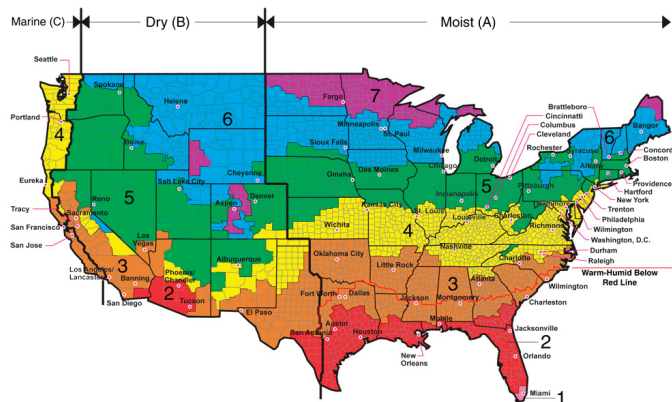 Marine (C)
Dry (B)
Moist (A)
Seattle
Spokane
Portland
4
Helena
6
Fargo
7
Minneapolis
St. Paul
Brattleboro
Cincinnati
Columbus
Cleveland
6
Bangor
Boise
Sioux Falls
Milwaukee
Rochester
Syracuse
Concord
Boston
Albany
Detroit
Chicago
Cheyenne
Eureka
Reno
5
Salt Lake City
Omaha
Des Moines
Indianapolis
5
Pittsburgh
Providence
Hartford
New York
Trenton
Tracy
Sacramento
San Francisco
San Jose
Aspen
Denver
Kansas City
St. Louis
Louisville
Charleston
Philadelphia
Wilmington
Richmond
Washington, D.C.
Las
Vegas
Wichita
4
Nashville
Durham
Raleigh
3
Los Angeles/
Lancaster
Banning
Phoenix/
Chandler
2
Albuquerque
Oklahoma City
Little Rock
Charlotte
3
Atlanta
Warm-Humid Below
Red Line
Wilmington
San Diego
Tucson
El Paso
Fort Worth
Dallas
Jackson
Montgomery
Charleston
Austin
San Antonio
Houston
New
Orleans
Mobile
Jacksonville
2
Orlando
Miami
1